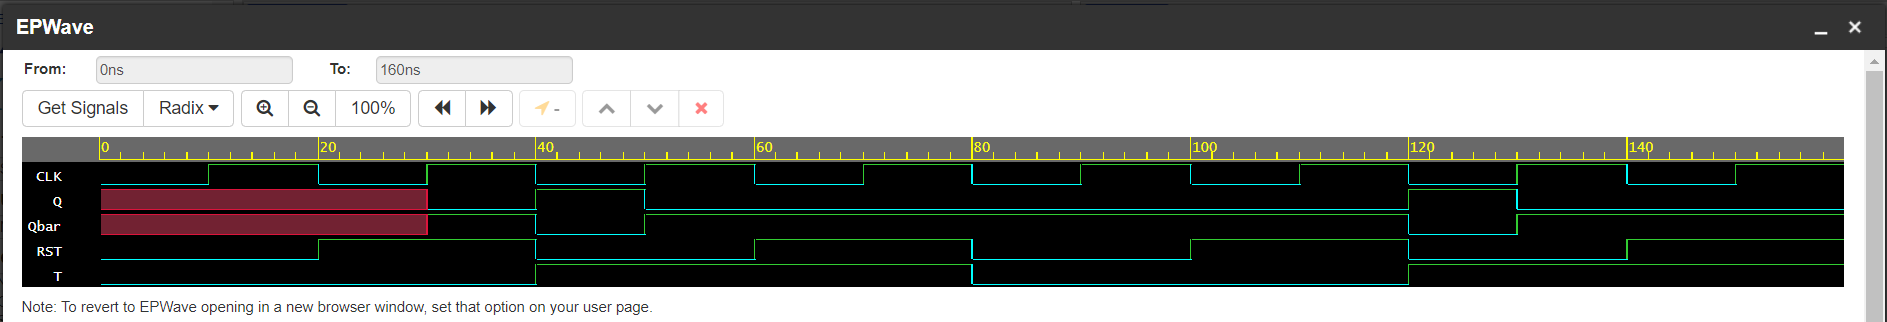 EPWave
From: 0ns To: 160ns
Get Signals Radix 100% -
0 20 40 60 80 100 120 140
CLK
Q
Qbar
RST
T
Note: To revert to EPWave opening in a new browser window, set that option on your user page.